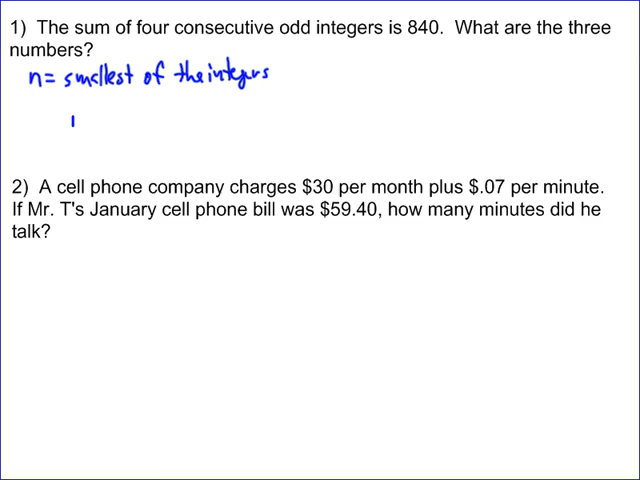 1) The sum of four consecutive odd integers is 840. What are the three
numbers?
n = smallest of the integers
2) A cell phone company charges $30 per month plus $.07 per minute.
If Mr. T's January cell phone bill was $59.40, how many minutes did he
talk?